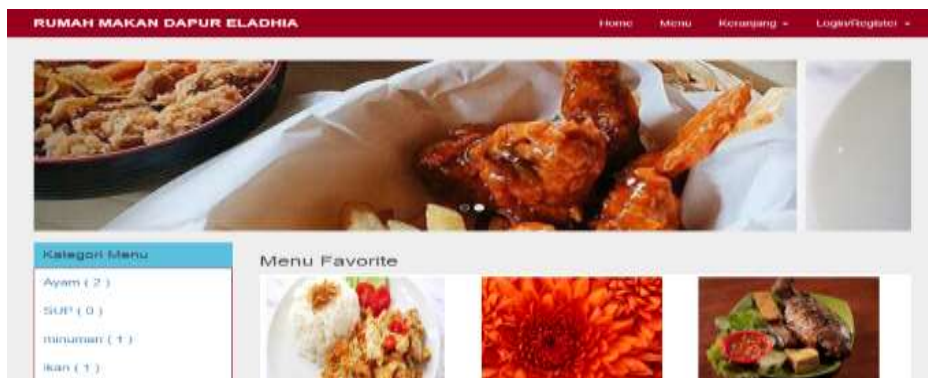 RUMAH MAKAN DAPUR ELADHIA Home Menu Keranjang Login/Register
Kategori Menu
Menu Favorite
Ayam ( 2 )
SUP ( 0 )
minuman ( 1 )
ikan ( 1 )